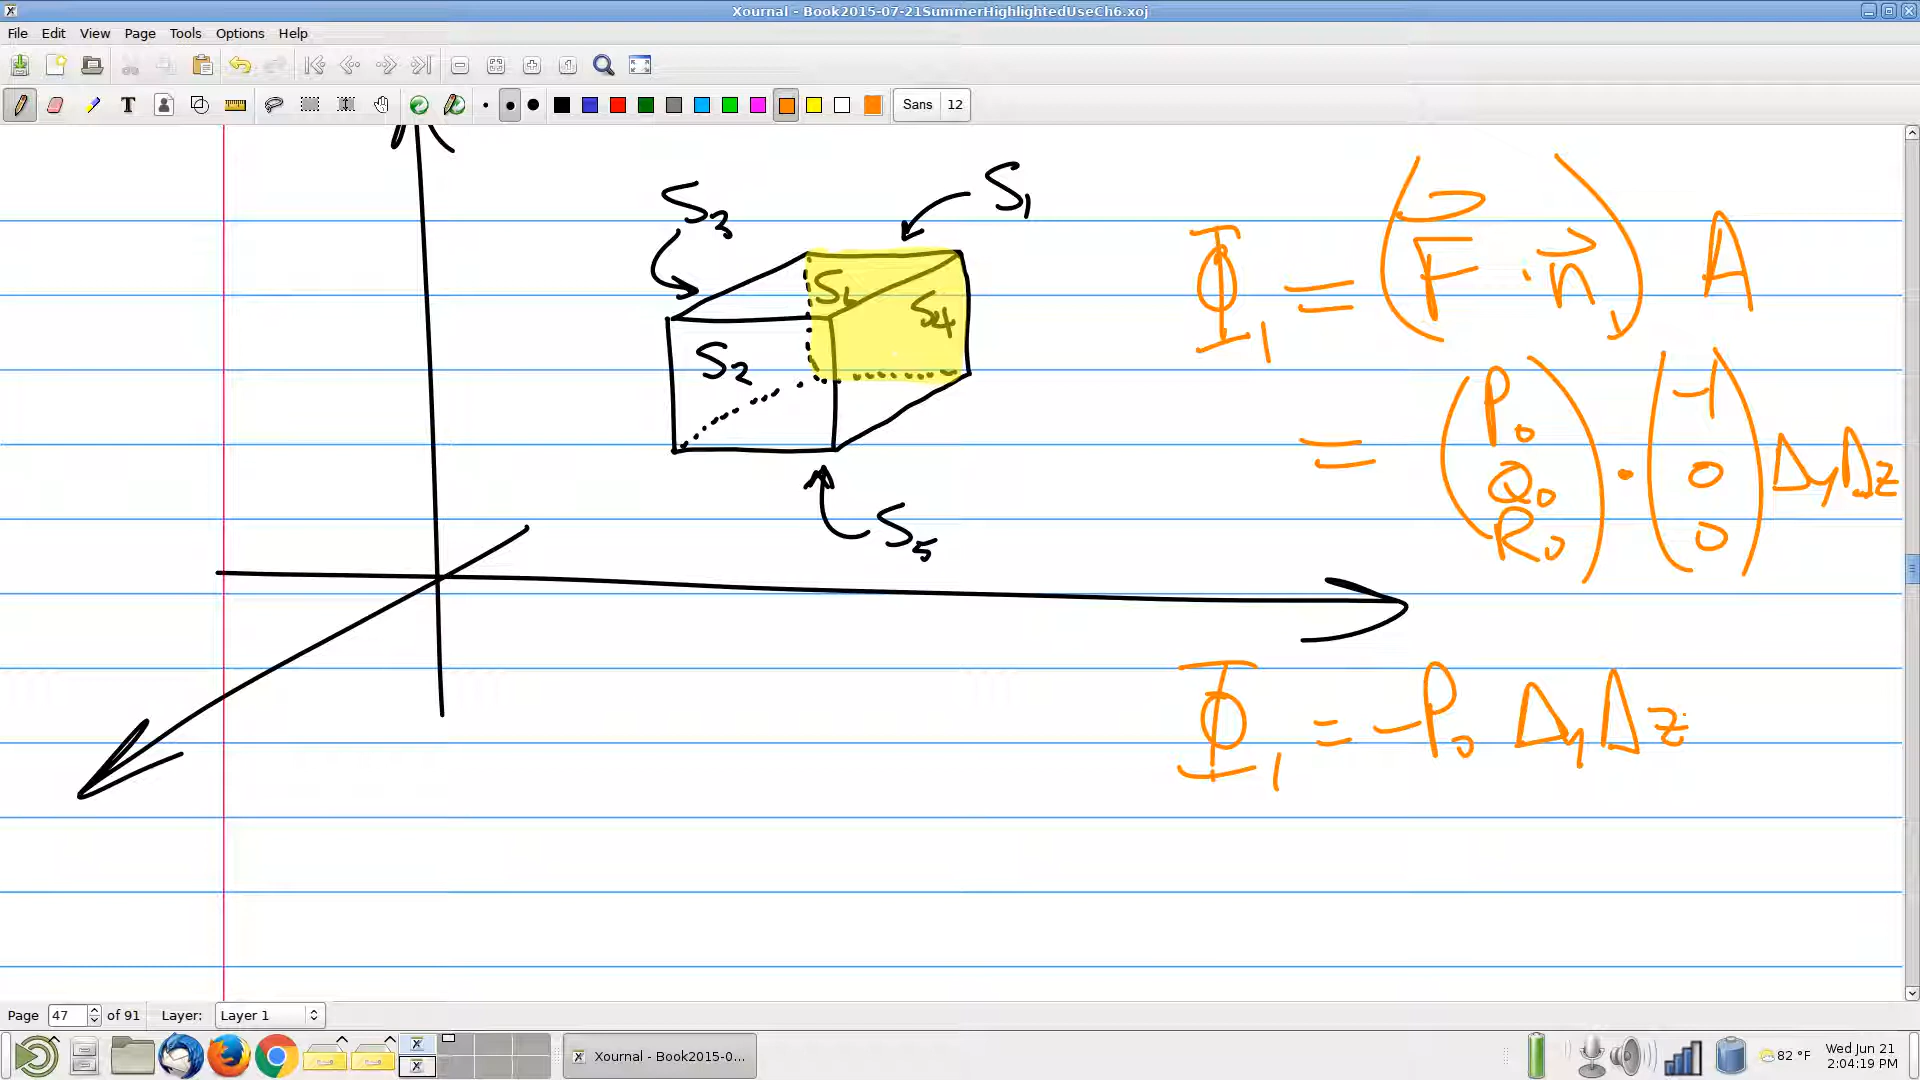 Xournal - Book2015-07-21SummerHighlightedUseCh6.xoj
File Edit View Page Tools Options Help
Sans 12
S₃
S₁
S₆
S₄
S₂
S₅
Φ₁ = (F⃗ · n⃗) A
= (P₀ Q₀ R₀) · (-1 0 0) ΔyΔz
Φ₁ = -P₀ ΔyΔz
Page 47 of 91 Layer: Layer 1
Xournal - Book2015-0...
82 °F
Wed Jun 21
2:04:19 PM